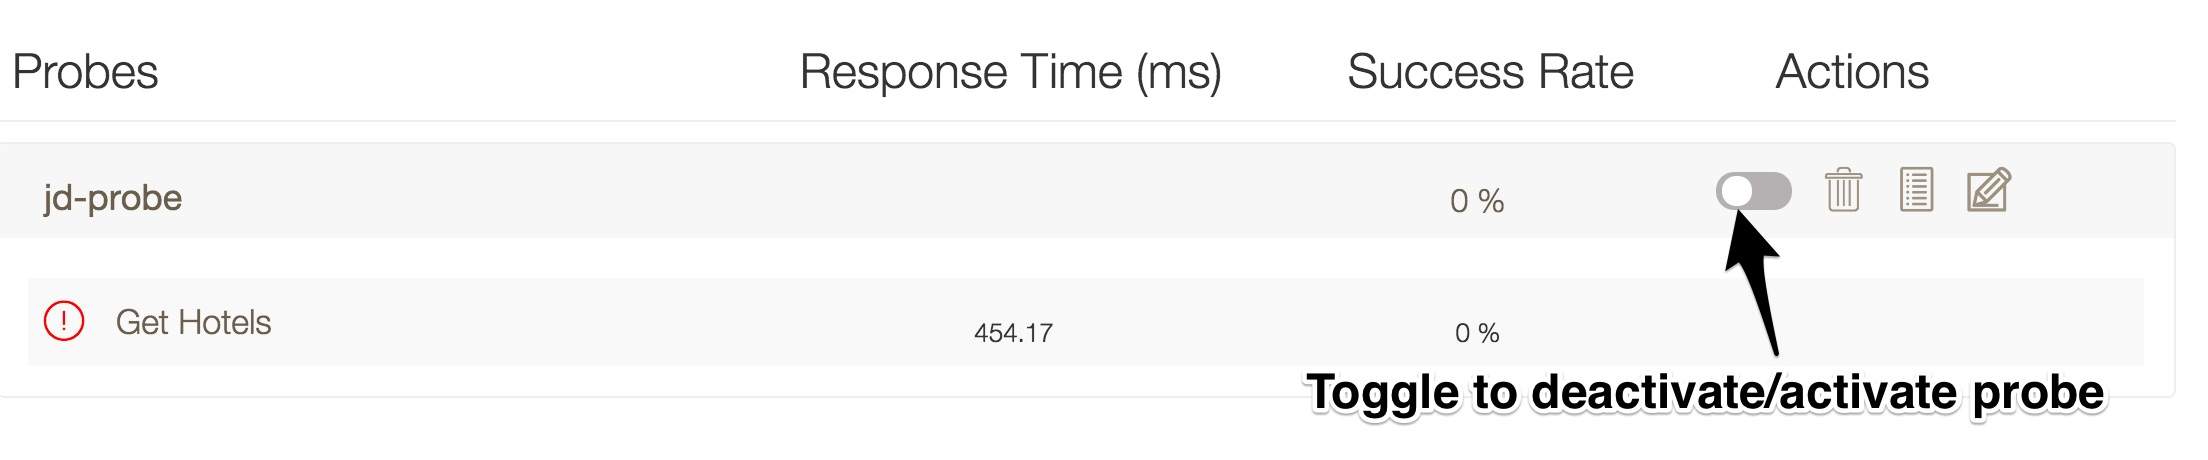 Probes Response Time (ms) Success Rate Actions
jd-probe 0 %
! Get Hotels 454.17 0 %
Toggle to deactivate/activate probe